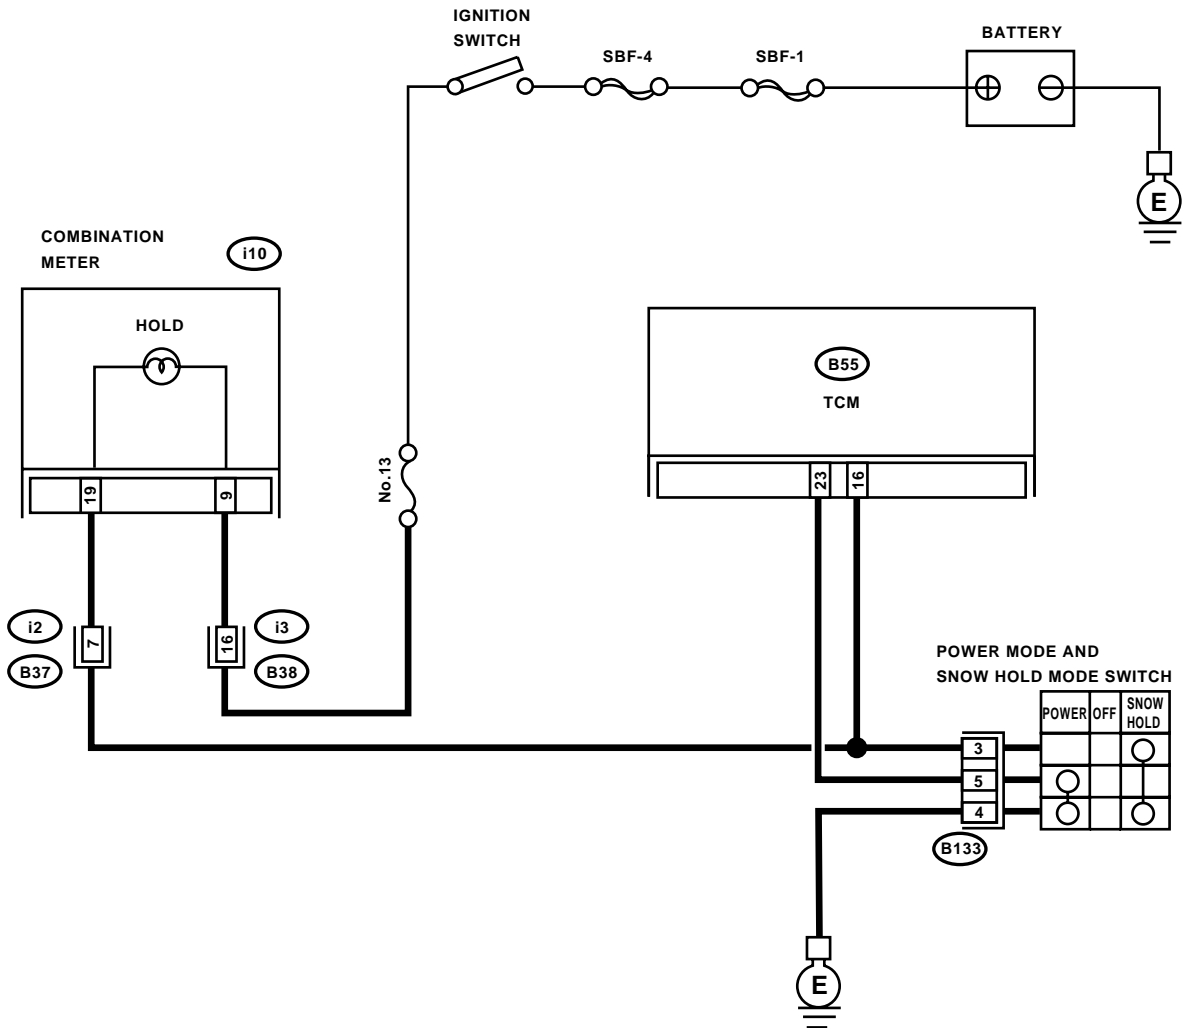 IGNITION
SWITCH
SBF-4
SBF-1
BATTERY
E
COMBINATION
METER
i10
HOLD
B55
TCM
No.13
19
9
23
16
i2
7
B37
16
i3
B38
POWER MODE AND
SNOW HOLD MODE SWITCH
POWER
OFF
SNOW
HOLD
3
5
4
B133
E